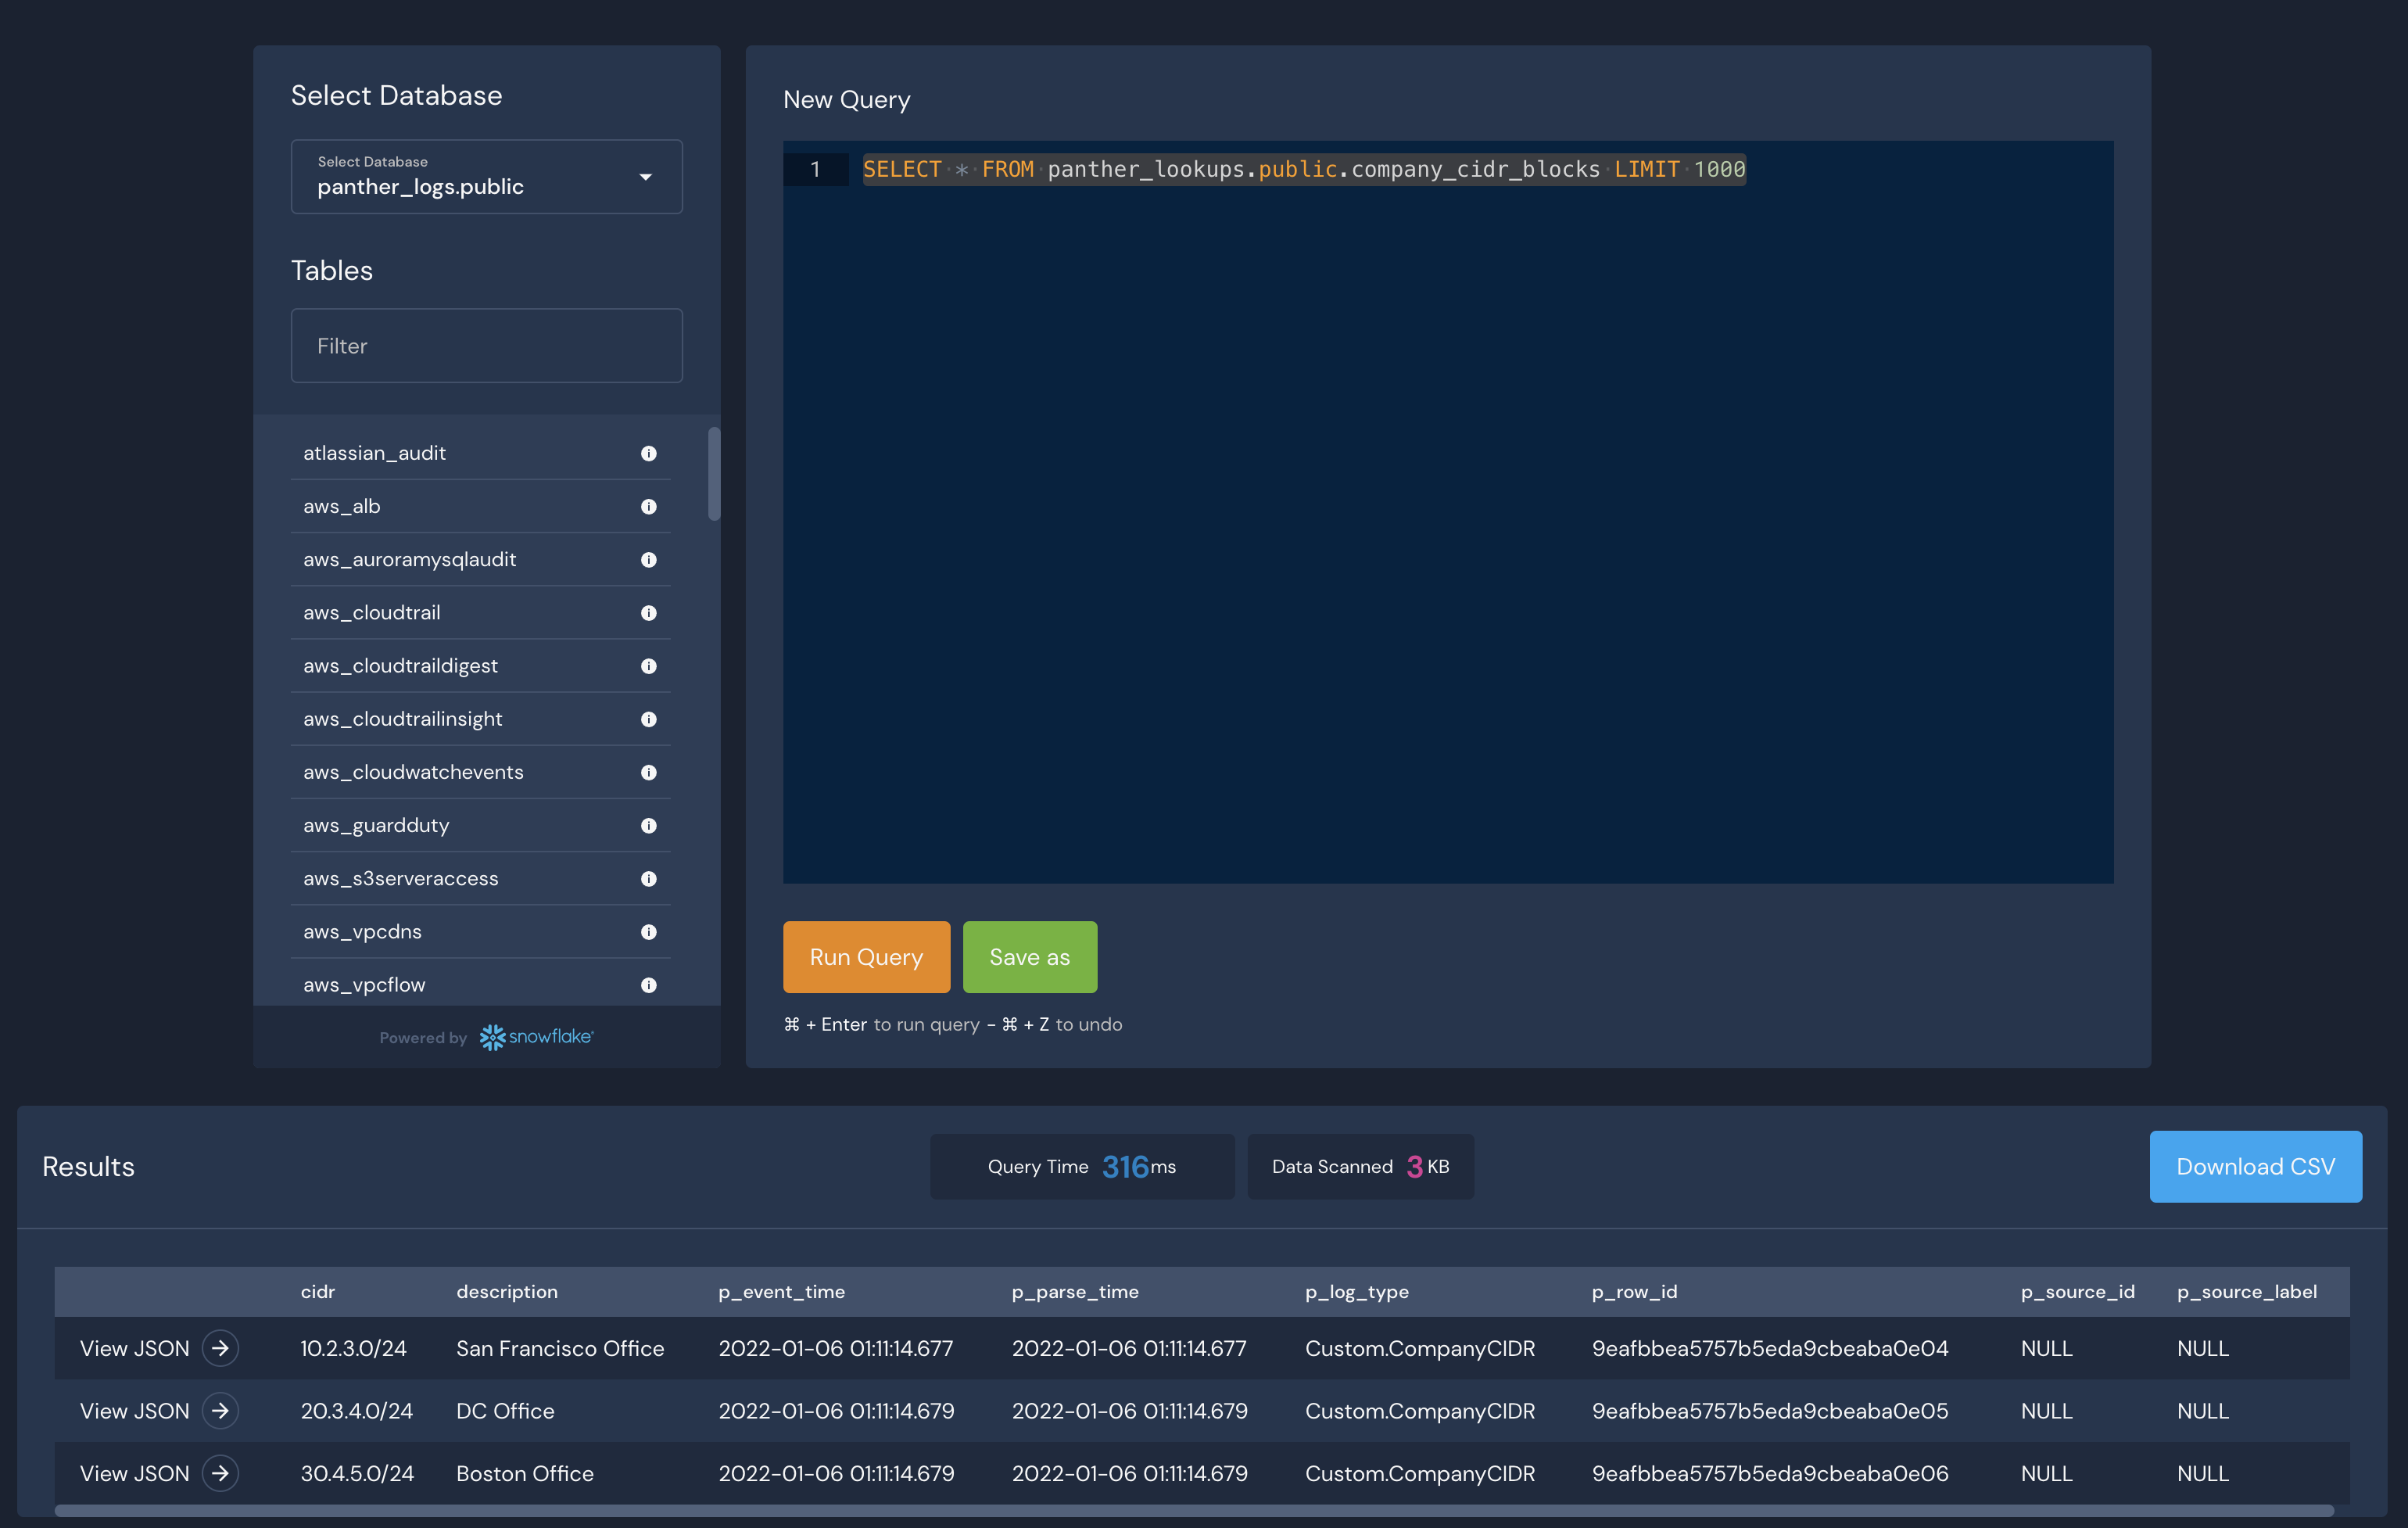 Select Database
Select Database
panther_logs.public
Tables
Filter
atlassian_audit
aws_alb
aws_auroramysqlaudit
aws_cloudtrail
aws_cloudtraildigest
aws_cloudtrailinsight
aws_cloudwatchevents
aws_guardduty
aws_s3serveraccess
aws_vpcdns
aws_vpcflow
Powered by snowflake
New Query
1 SELECT * FROM panther_lookups.public.company_cidr_blocks LIMIT 1000
Run Query Save as
⌘ + Enter to run query - ⌘ + Z to undo
Results Query Time 316 ms Data Scanned 3 KB Download CSV
cidr description p_event_time p_parse_time p_log_type p_row_id p_source_id p_source_label
View JSON 10.2.3.0/24 San Francisco Office 2022-01-06 01:11:14.677 2022-01-06 01:11:14.677 Custom.CompanyCIDR 9eafbbea5757b5eda9cbeaba0e04 NULL NULL
View JSON 20.3.4.0/24 DC Office 2022-01-06 01:11:14.679 2022-01-06 01:11:14.679 Custom.CompanyCIDR 9eafbbea5757b5eda9cbeaba0e05 NULL NULL
View JSON 30.4.5.0/24 Boston Office 2022-01-06 01:11:14.679 2022-01-06 01:11:14.679 Custom.CompanyCIDR 9eafbbea5757b5eda9cbeaba0e06 NULL NULL